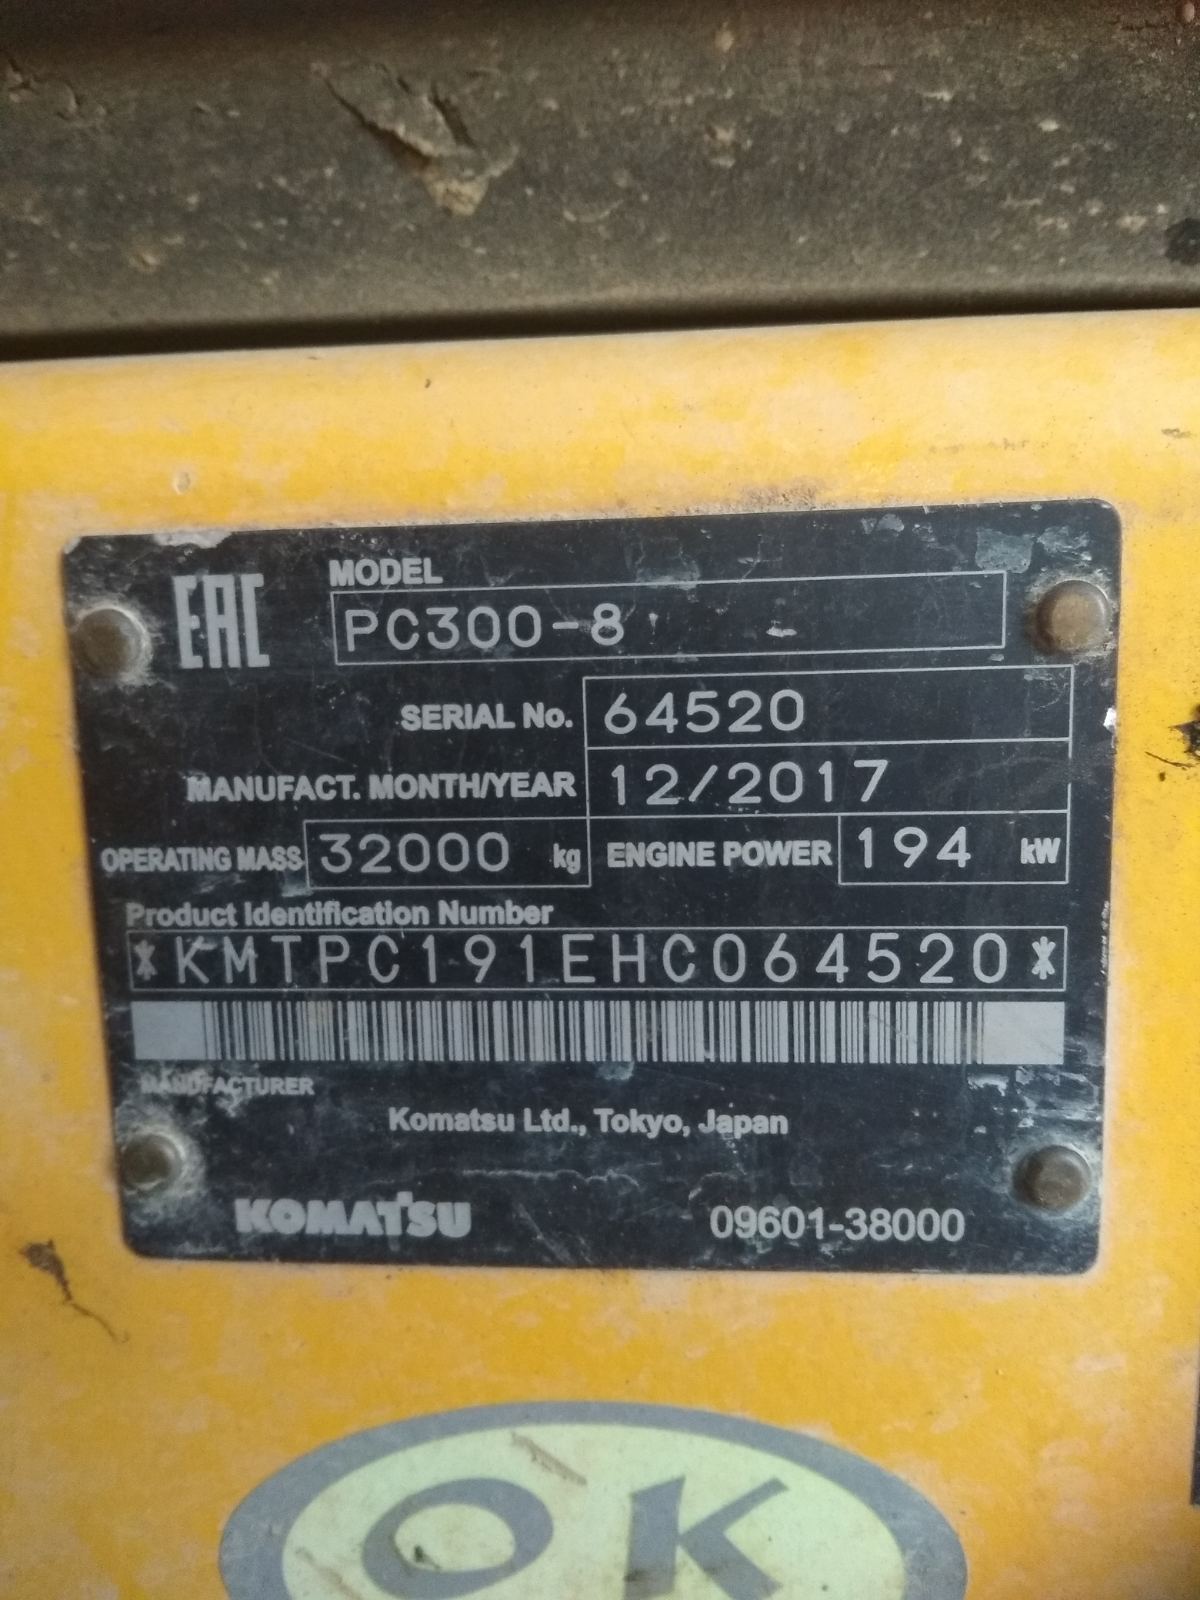 EAC
MODEL
PC300-8
SERIAL No. 64520
MANUFACT. MONTH/YEAR 12/2017
OPERATING MASS 32000 kg ENGINE POWER 194 kW
Product Identification Number
*KMTPC191EHC064520*
MANUFACTURER
Komatsu Ltd., Tokyo, Japan
KOMATSU 09601-38000
OK